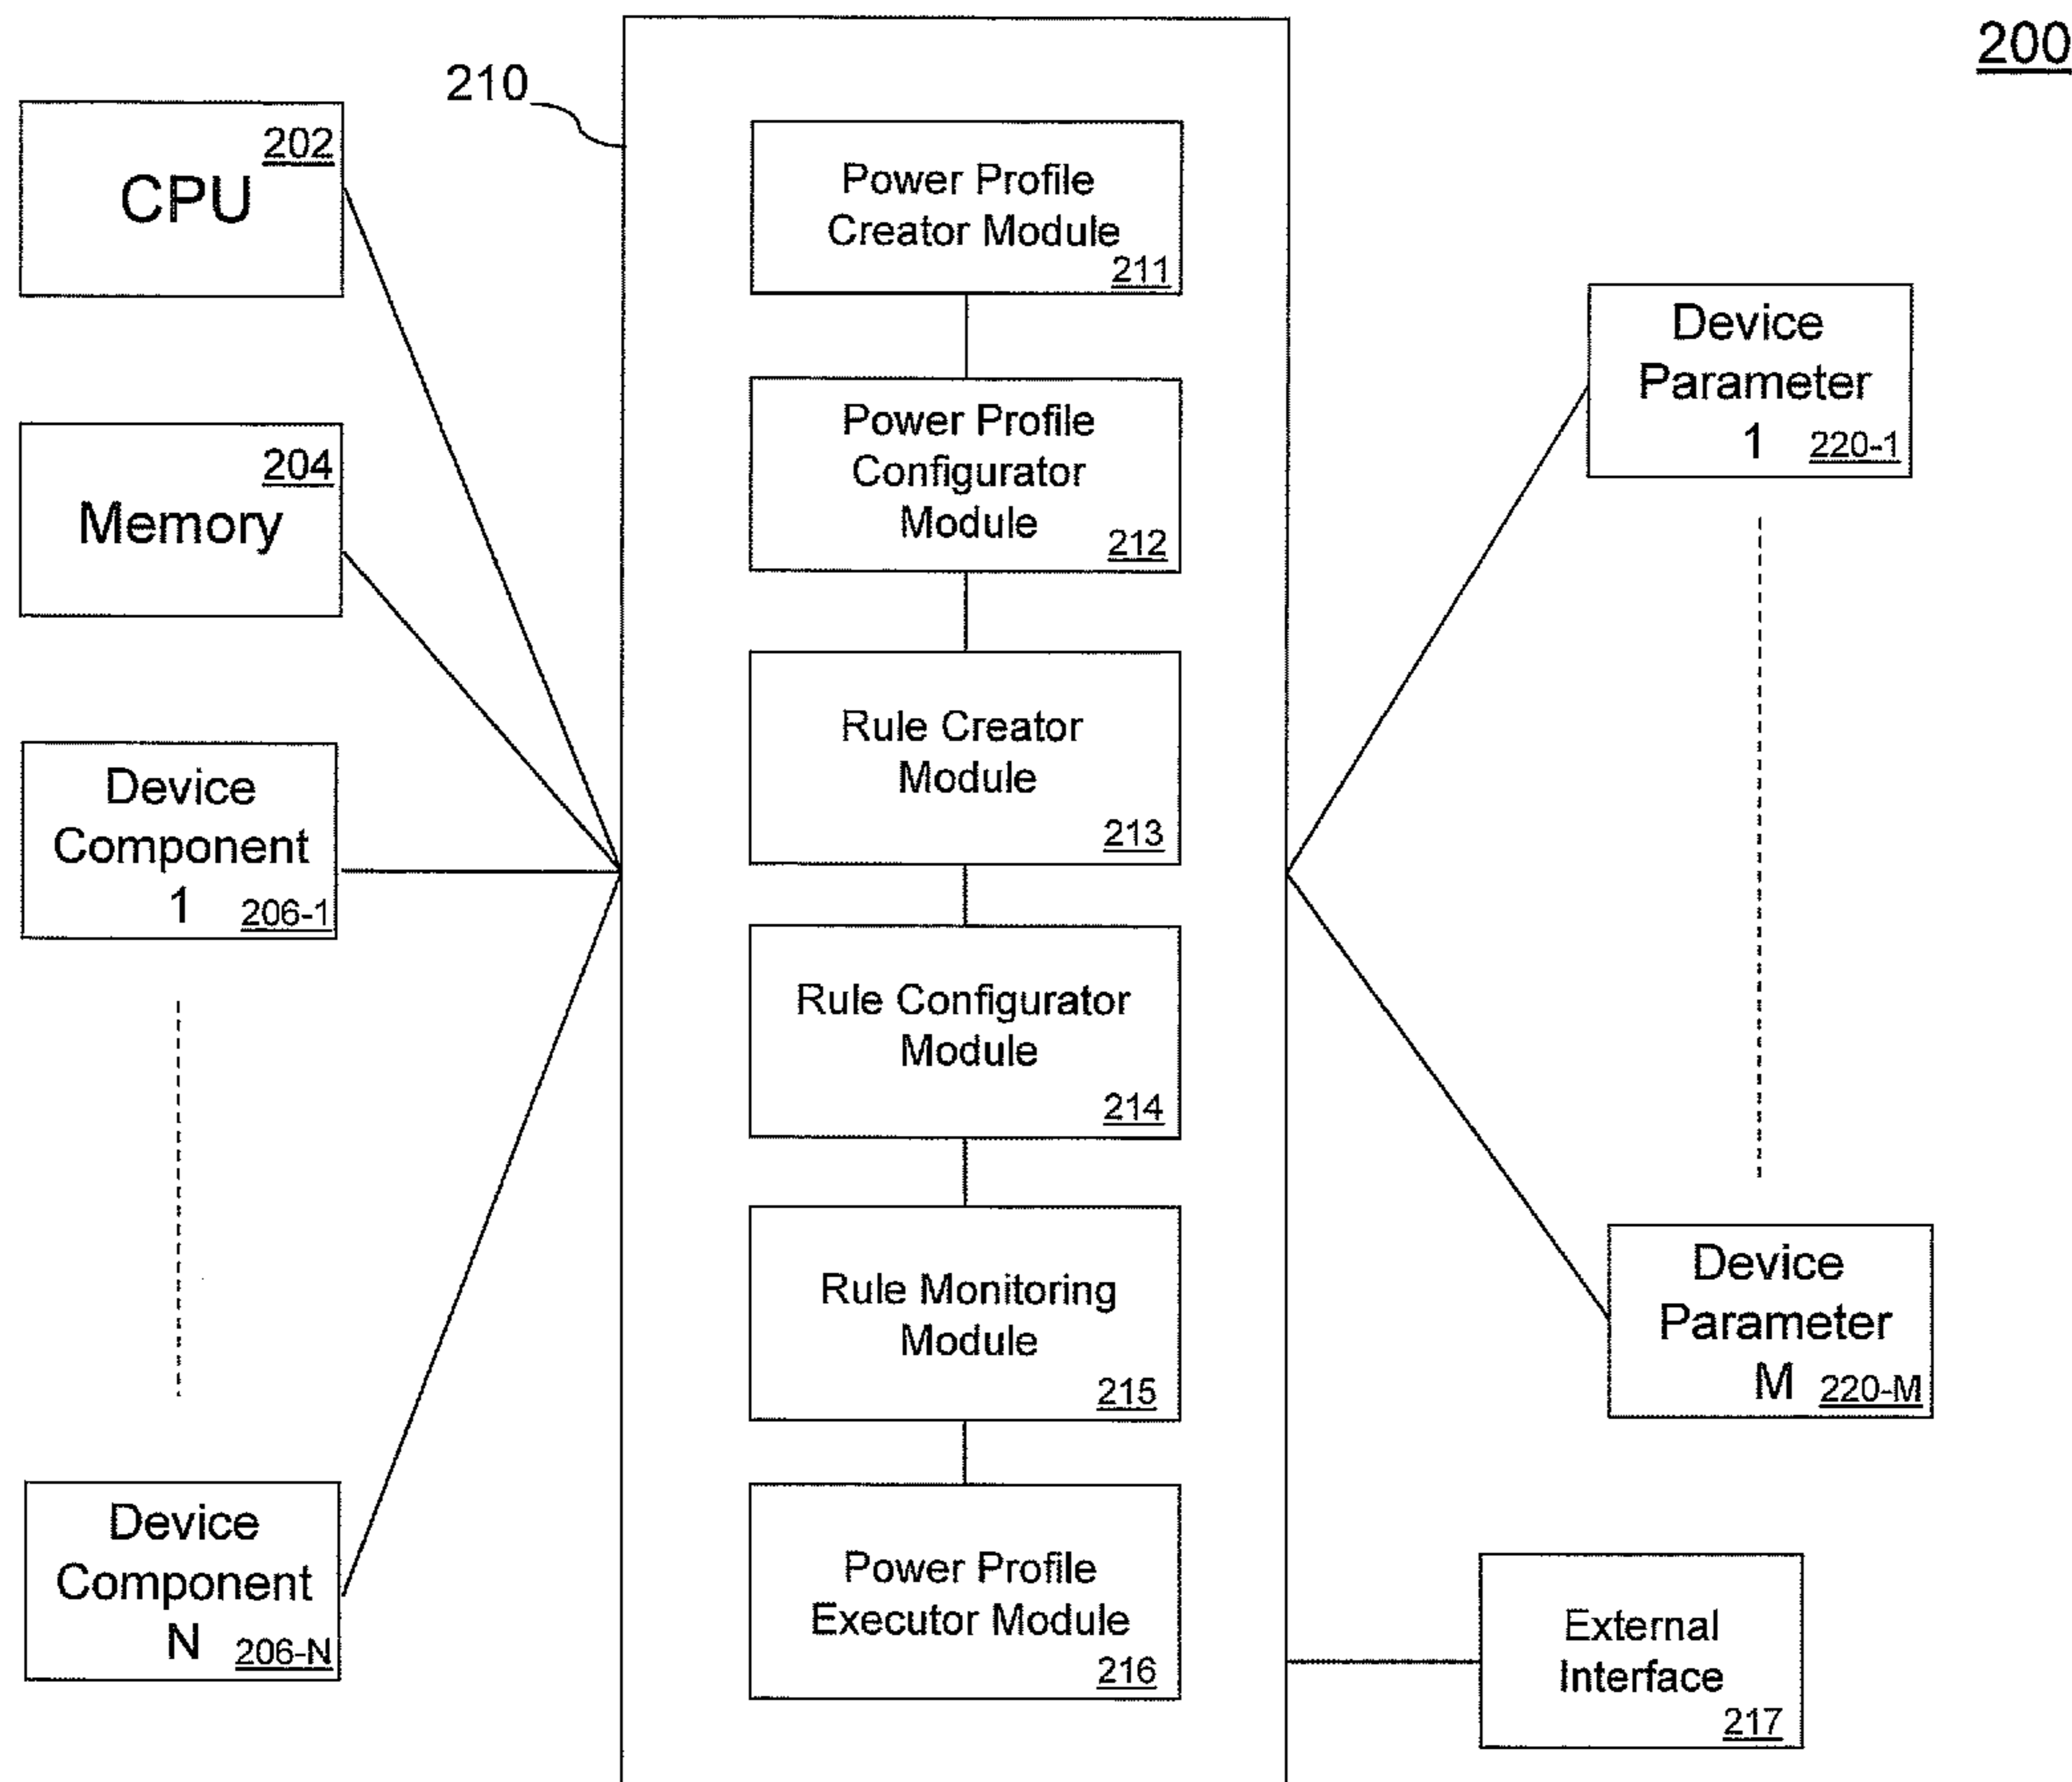 200
210
202
CPU
204
Memory
Device
Component
1 206-1
Device
Component
N 206-N
Power Profile
Creator Module
211
Power Profile
Configurator
Module
212
Rule Creator
Module
213
Rule Configurator
Module
214
Rule Monitoring
Module
215
Power Profile
Executor Module
216
Device
Parameter
1 220-1
Device
Parameter
M 220-M
External
Interface
217